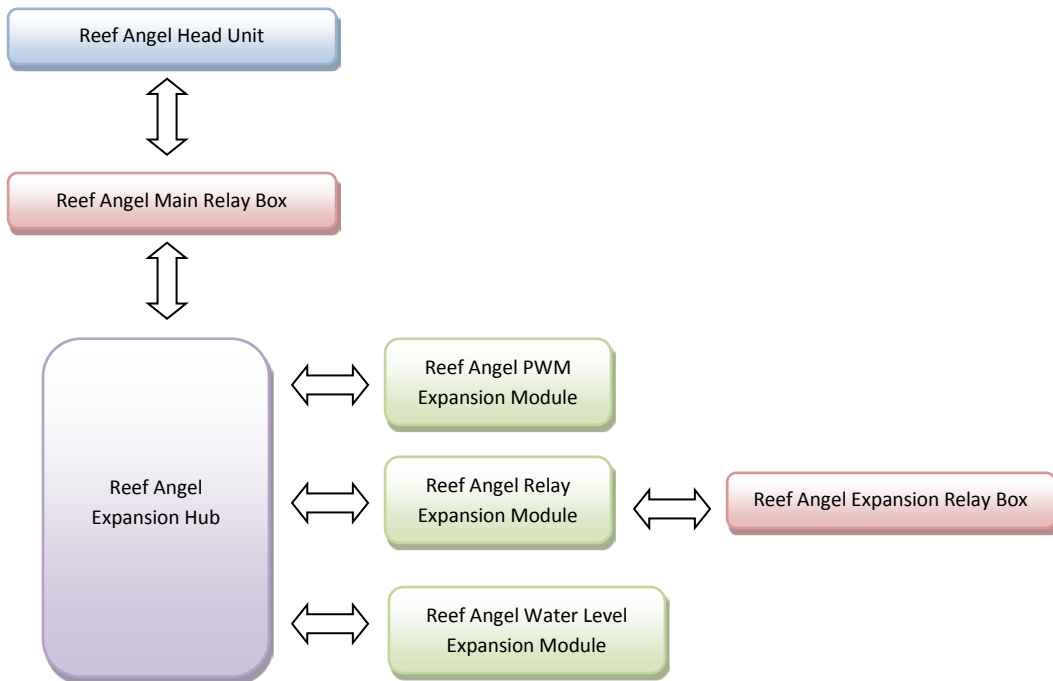 Reef Angel Head Unit
Reef Angel Main Relay Box
Reef Angel
Expansion Hub
Reef Angel PWM
Expansion Module
Reef Angel Relay
Expansion Module
Reef Angel Expansion Relay Box
Reef Angel Water Level
Expansion Module